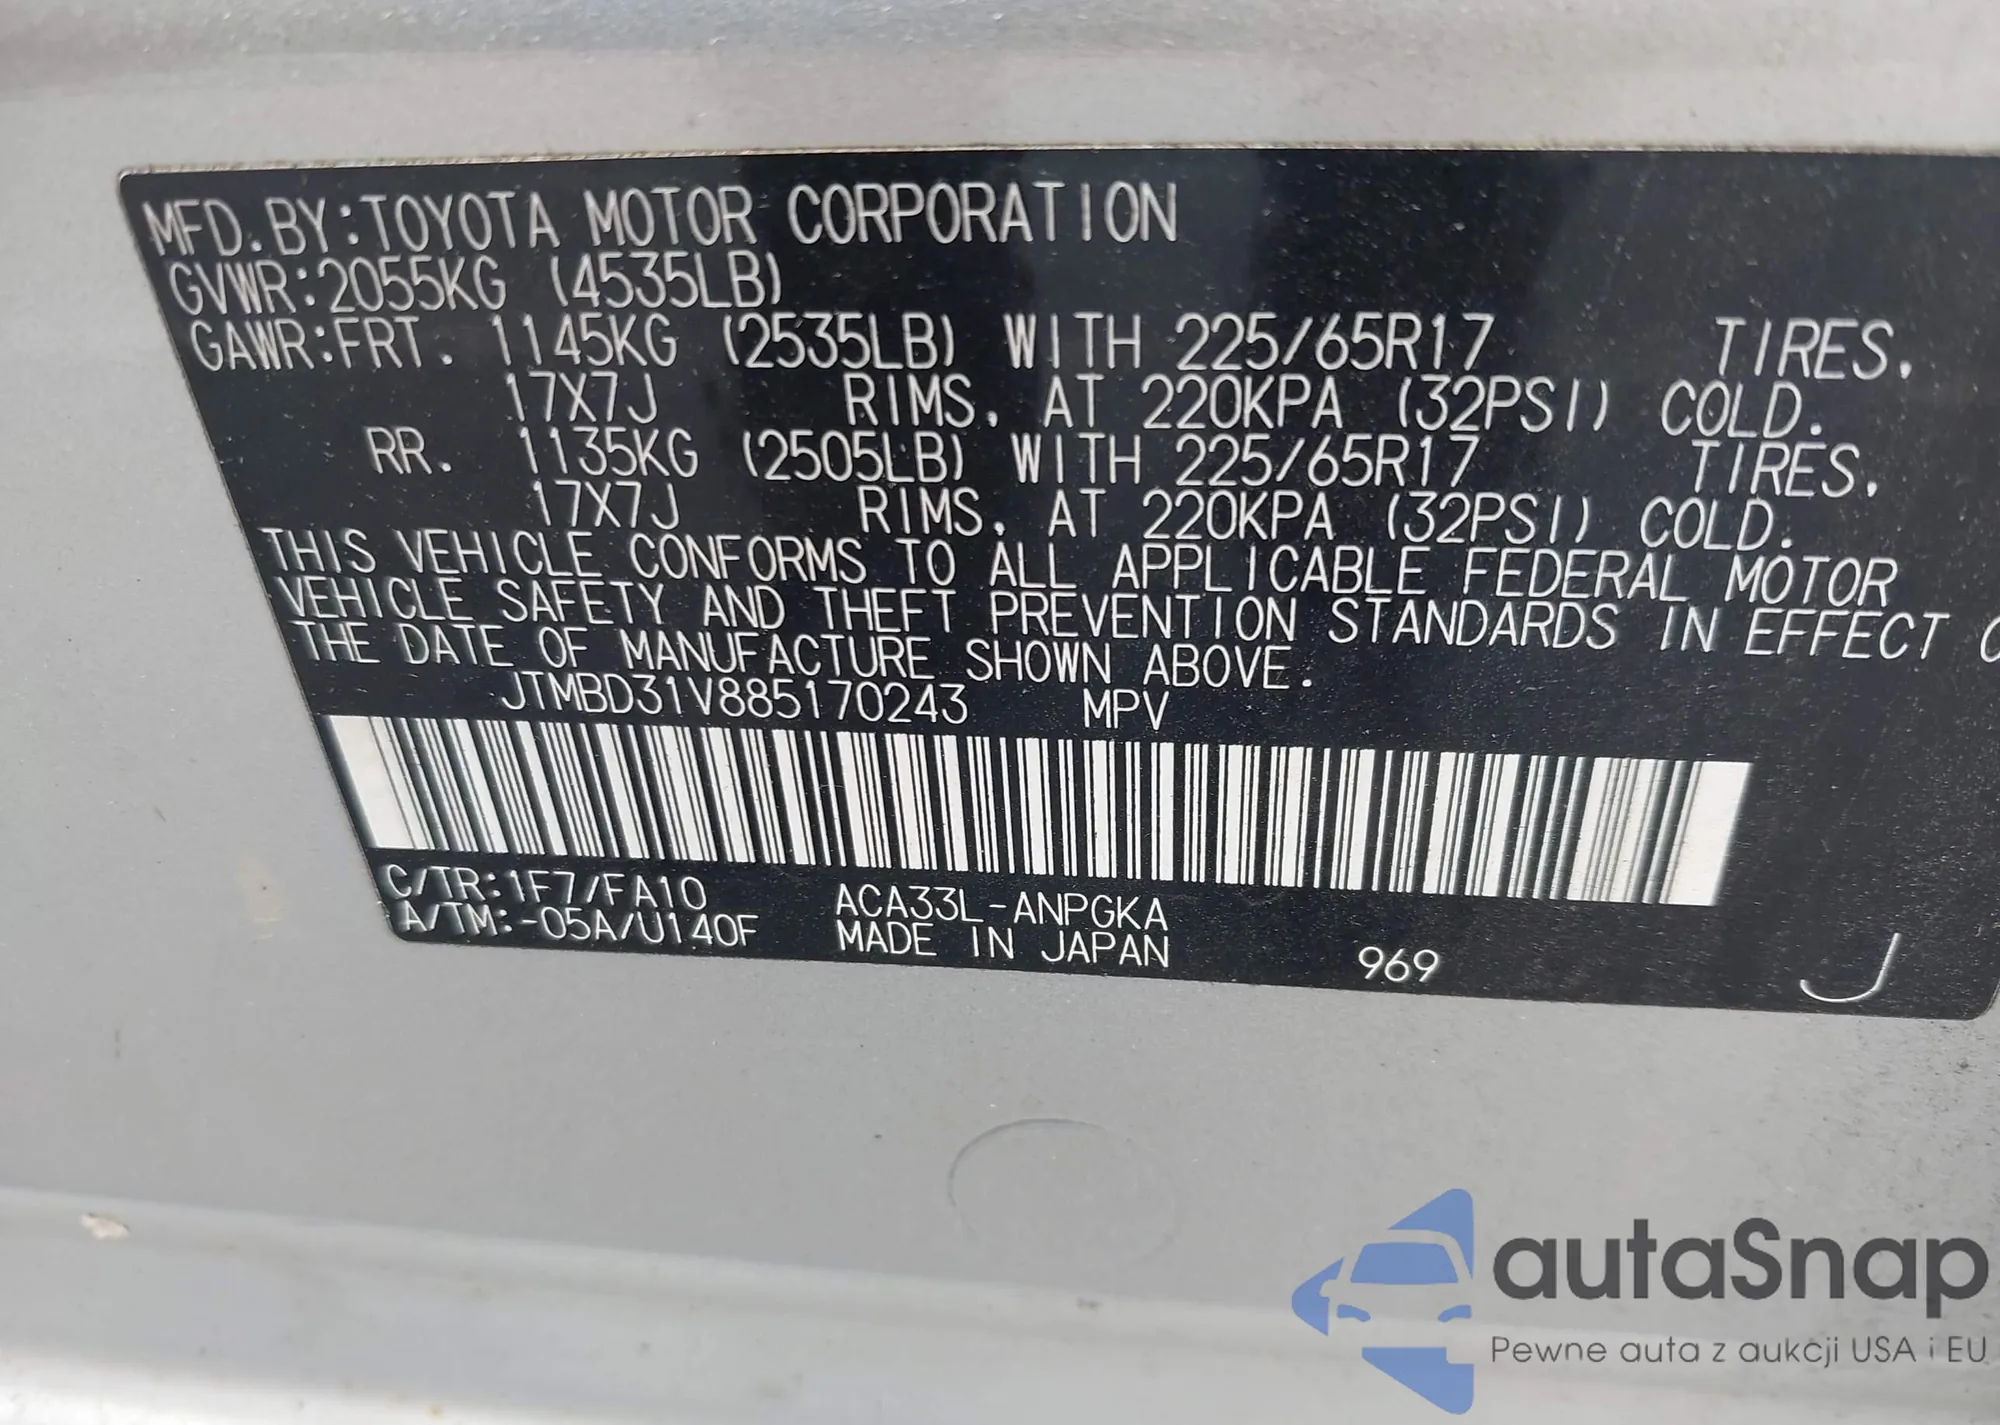 MFD.BY:TOYOTA MOTOR CORPORATION
GVWR:2055KG (4535LB)
GAWR:FRT. 1145KG (2535LB) WITH 225/65R17 TIRES.
17X7J RIMS, AT 220KPA (32PSI) COLD.
RR. 1135KG (2505LB) WITH 225/65R17 TIRES.
17X7J RIMS, AT 220KPA (32PSI) COLD.
THIS VEHICLE CONFORMS TO ALL APPLICABLE FEDERAL MOTOR
VEHICLE SAFETY AND THEFT PREVENTION STANDARDS IN EFFECT
THE DATE OF MANUFACTURE SHOWN ABOVE.
JTMBD31V885170243 MPV
C/TR:1F7/FA10 ACA33L-ANPGKA
A/TM:-05A/U140F MADE IN JAPAN 969 J
autaSnap
Pewne auta z aukcji USA i EU